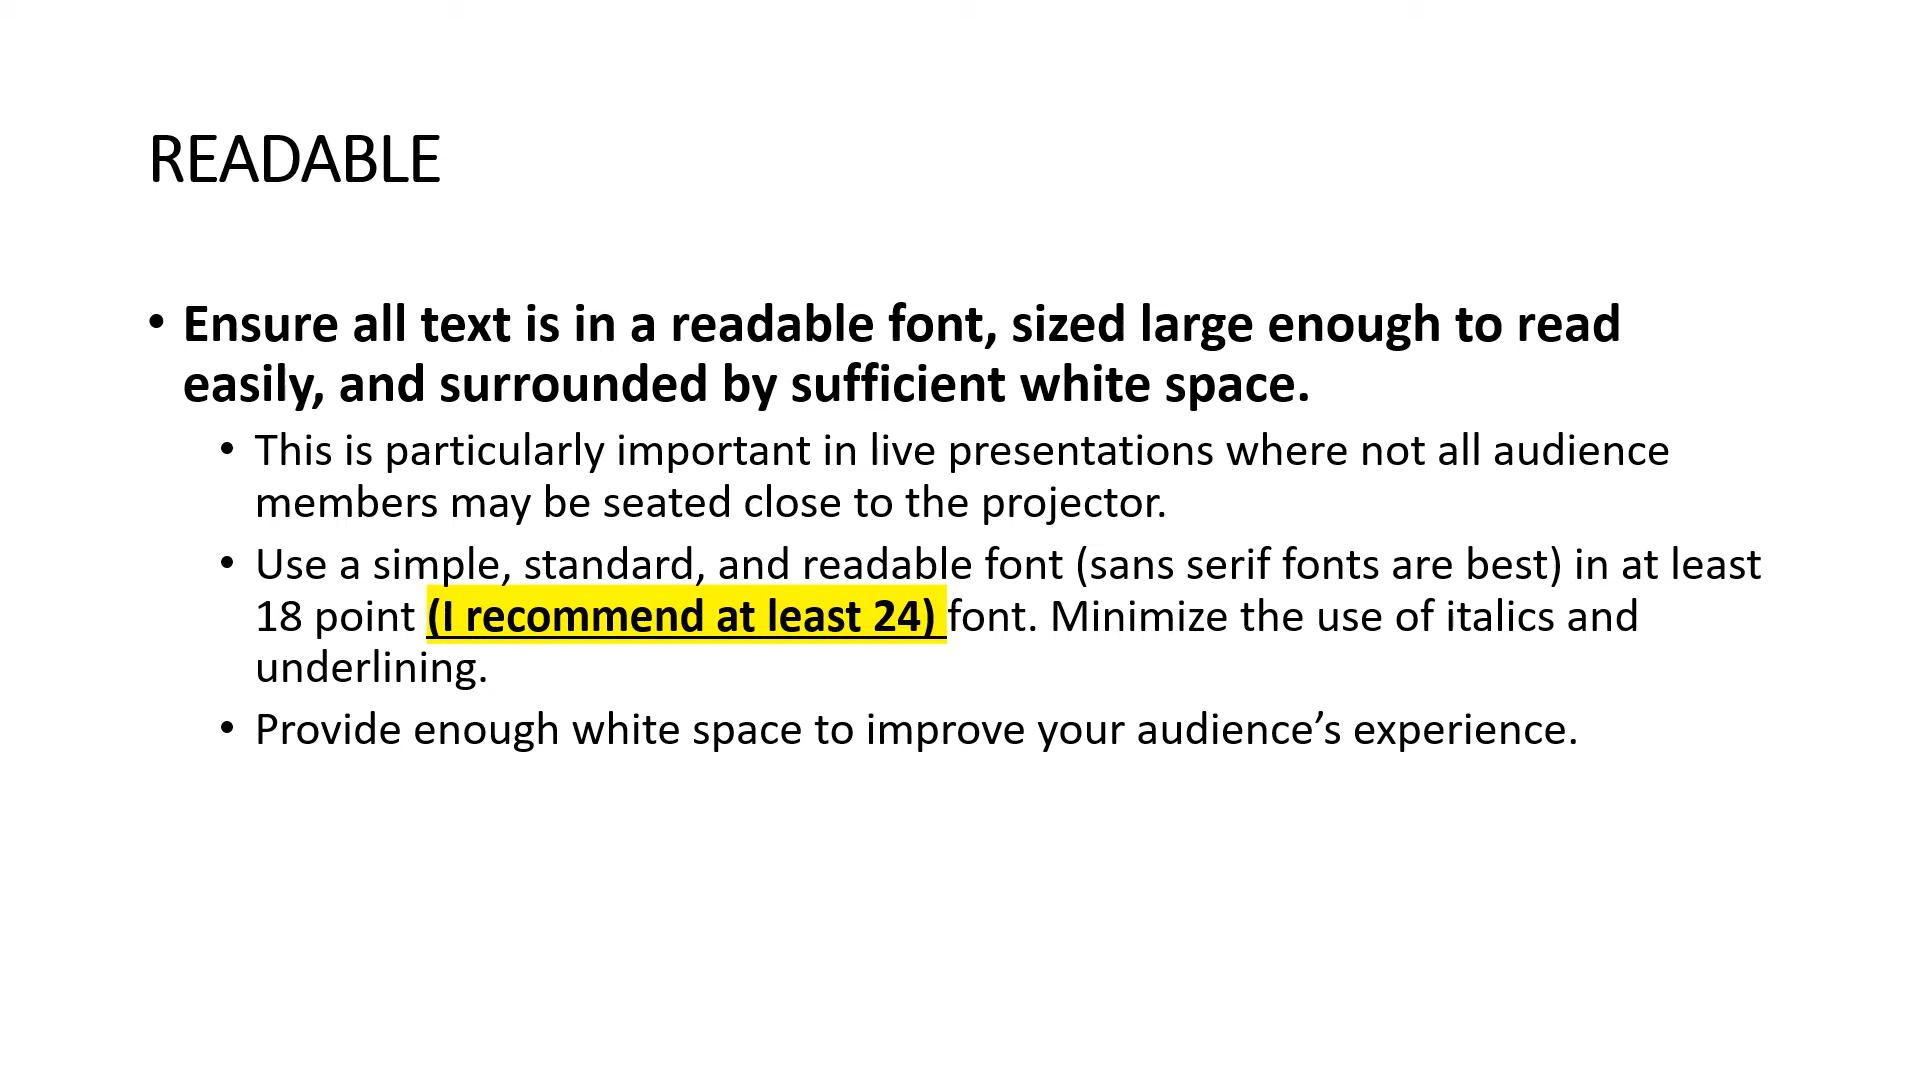 READABLE
• Ensure all text is in a readable font, sized large enough to read
easily, and surrounded by sufficient white space.
• This is particularly important in live presentations where not all audience
members may be seated close to the projector.
• Use a simple, standard, and readable font (sans serif fonts are best) in at least
18 point (I recommend at least 24) font. Minimize the use of italics and
underlining.
• Provide enough white space to improve your audience’s experience.